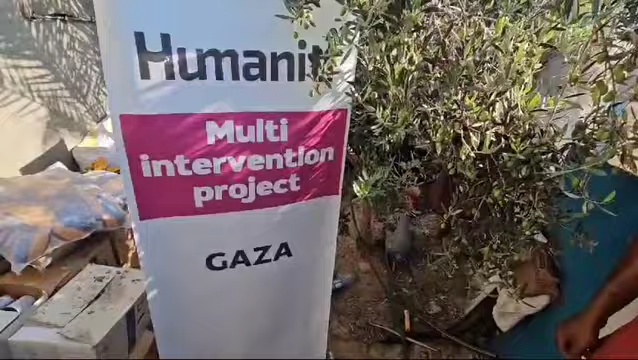 Humanit
Multi
intervention
project
GAZA